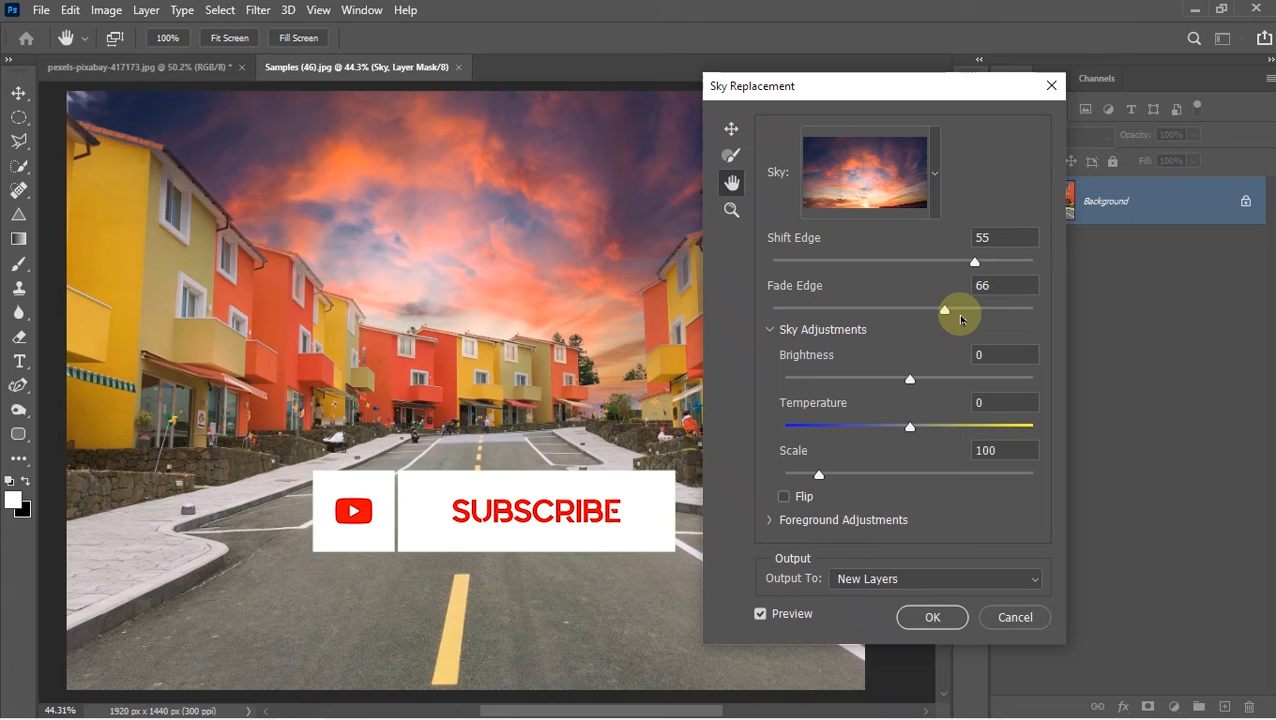 Ps File Edit Image Layer Type Select Filter 3D View Window Help
100% Fit Screen Fill Screen
pexels-pixabay-417173.jpg @ 50.2% (RGB/8) * Samples (46).jpg @ 44.3% (Sky, Layer Mask/8)
Sky Replacement
Channels
Opacity: 100%
Fill: 100%
Sky:
Background
Shift Edge 55
Fade Edge 66
Sky Adjustments
Brightness 0
Temperature 0
Scale 100
Flip
SUBSCRIBE
Foreground Adjustments
Output
Output To: New Layers
Preview OK Cancel
44.31% 1920 px x 1440 px (300 ppi)
fx